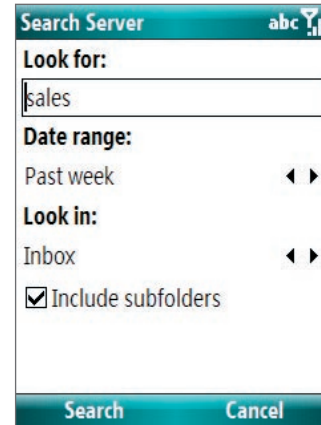 Search Server abc
Look for:
sales
Date range:
Past week
Look in:
Inbox
Include subfolders
Search Cancel